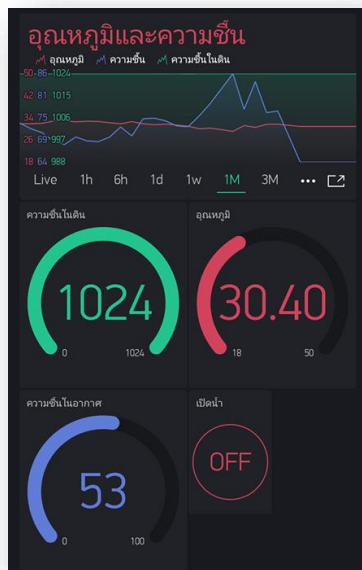 อุณหภูมิและความชื้น
อุณหภูมิ ความชื้น ความชื้นในดิน
50 86 1024
42 81 1015
34 75 1006
26 69 997
18 64 988
Live 1h 6h 1d 1w 1M 3M
ความชื้นในดิน
1024
0 1024
อุณหภูมิ
30.40
18 50
ความชื้นในอากาศ
53
0 100
เปิดน้ำ
OFF